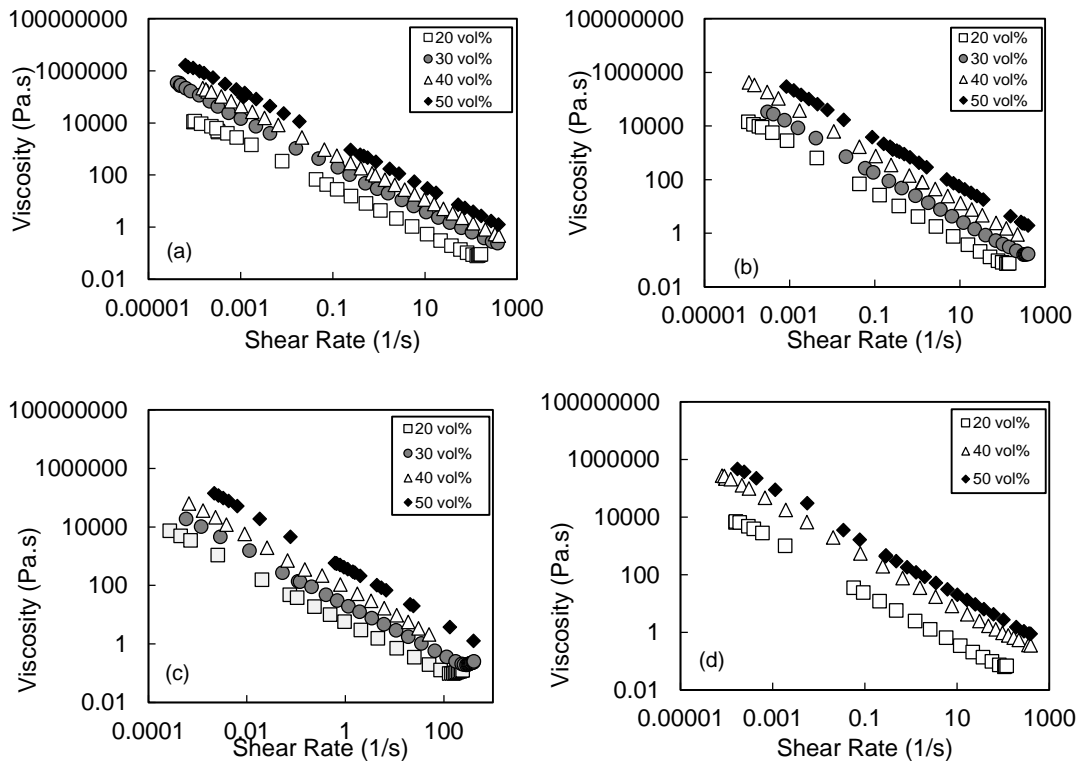 100000000
1000000
10000
100
1
0.01
Viscosity (Pa.s)
20 vol%
30 vol%
40 vol%
50 vol%
(a)
0.00001 0.001 0.1 10 1000
Shear Rate (1/s)
100000000
1000000
10000
100
1
0.01
Viscosity (Pa.s)
20 vol%
30 vol%
40 vol%
50 vol%
(b)
0.00001 0.001 0.1 10 1000
Shear Rate (1/s)
100000000
1000000
10000
100
1
0.01
Viscosity (Pa.s)
20 vol%
30 vol%
40 vol%
50 vol%
(c)
0.0001 0.01 1 100
Shear Rate (1/s)
100000000
1000000
10000
100
1
0.01
Viscosity (Pa.s)
20 vol%
40 vol%
50 vol%
(d)
0.00001 0.001 0.1 10 1000
Shear Rate (1/s)